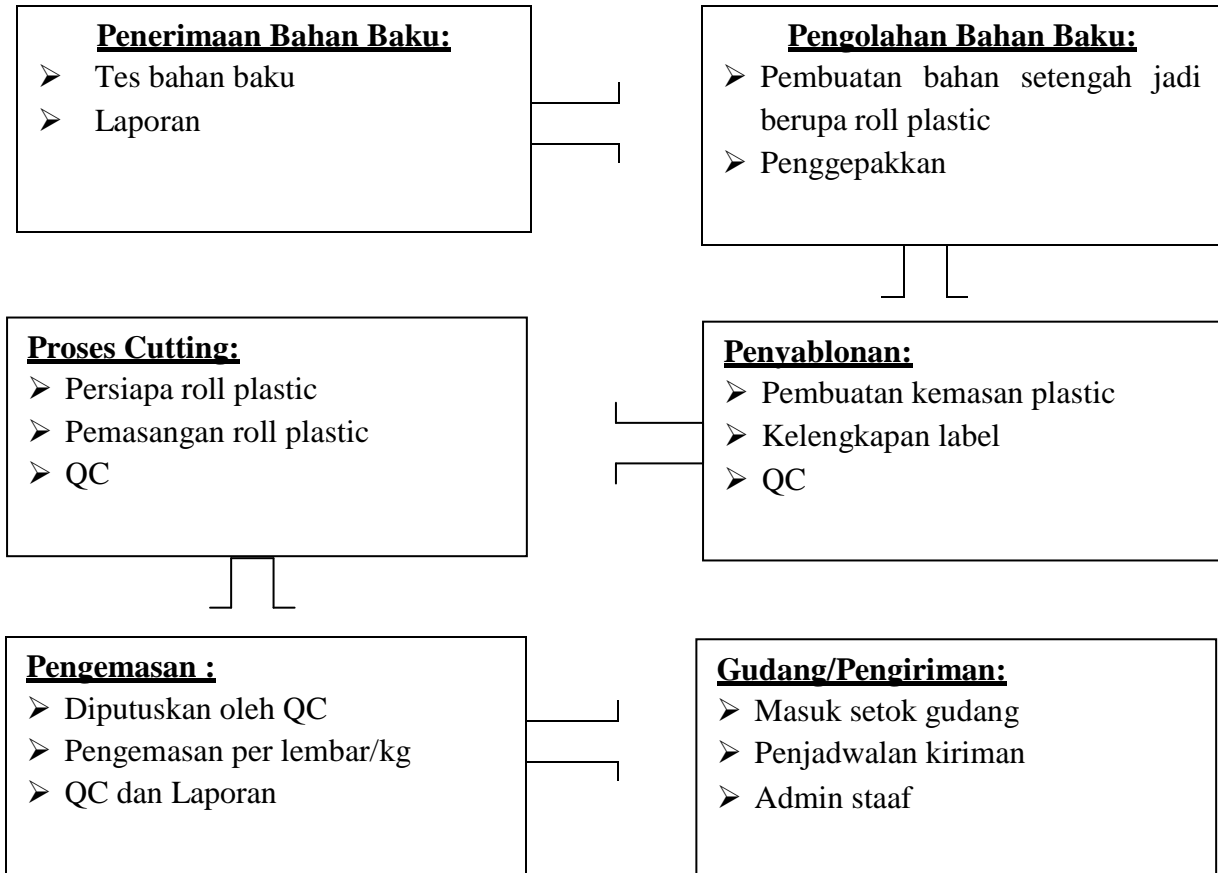 Penerimaan Bahan Baku:
➢ Tes bahan baku
➢ Laporan
Pengolahan Bahan Baku:
➢ Pembuatan bahan setengah jadi
berupa roll plastic
➢ Penggepakkan
Penyablonan:
➢ Pembuatan kemasan plastic
➢ Kelengkapan label
➢ QC
Proses Cutting:
➢ Persiapa roll plastic
➢ Pemasangan roll plastic
➢ QC
Pengemasan :
➢ Diputuskan oleh QC
➢ Pengemasan per lembar/kg
➢ QC dan Laporan
Gudang/Pengiriman:
➢ Masuk setok gudang
➢ Penjadwalan kiriman
➢ Admin staaf